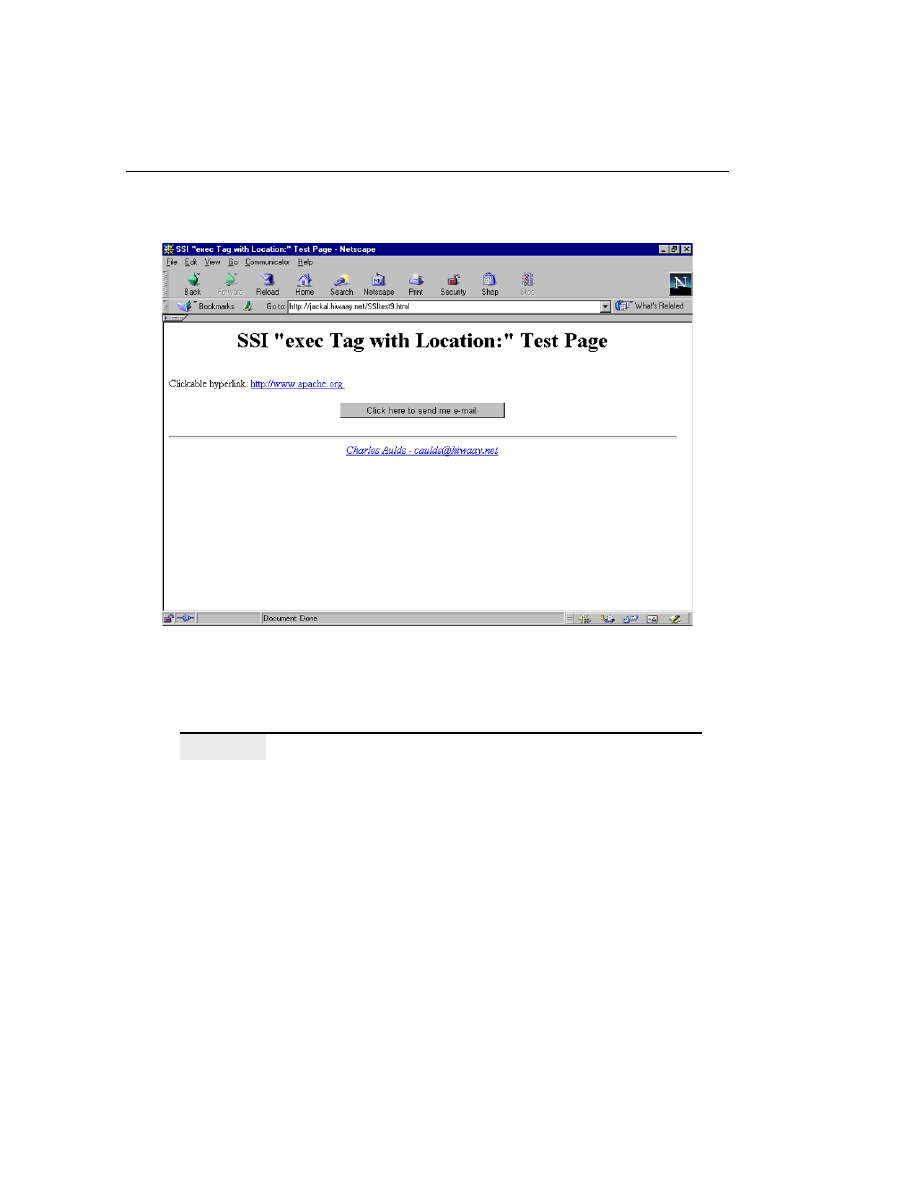 SSI "exec Tag with Location:" Test Page - Netscape
File Edit View Go Communicator Help
Back Forward Reload Home Search Netscape Print Security Shop Stop
Bookmarks Go to: http://jackal.hiwaay.net/SSItest9.html What's Related
SSI "exec Tag with Location:" Test Page
Clickable hyperlink: http://www.apache.org
Click here to send me e-mail
Charles Aulds - caulds@hiwaay.net
Document: Done